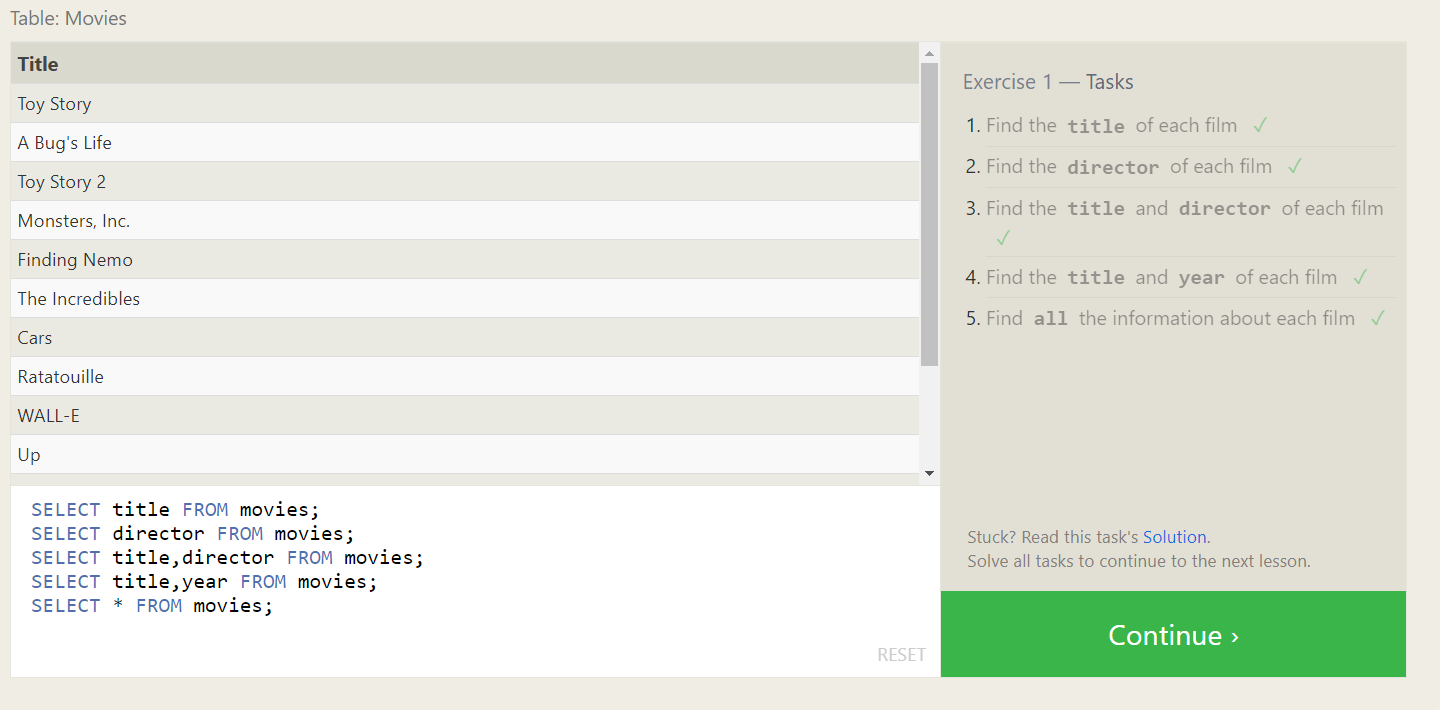 Table: Movies
Title
Toy Story
A Bug's Life
Toy Story 2
Monsters, Inc.
Finding Nemo
The Incredibles
Cars
Ratatouille
WALL-E
Up
SELECT title FROM movies;
SELECT director FROM movies;
SELECT title,director FROM movies;
SELECT title,year FROM movies;
SELECT * FROM movies;
RESET
Exercise 1 — Tasks
1. Find the title of each film ✓
2. Find the director of each film ✓
3. Find the title and director of each film
✓
4. Find the title and year of each film ✓
5. Find all the information about each film ✓
Stuck? Read this task's Solution.
Solve all tasks to continue to the next lesson.
Continue ›